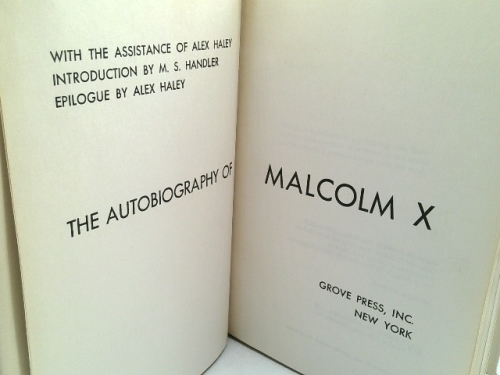 WITH THE ASSISTANCE OF ALEX HALEY
INTRODUCTION BY M. S. HANDLER
EPILOGUE BY ALEX HALEY
THE AUTOBIOGRAPHY OF
MALCOLM X
GROVE PRESS, INC.
NEW YORK